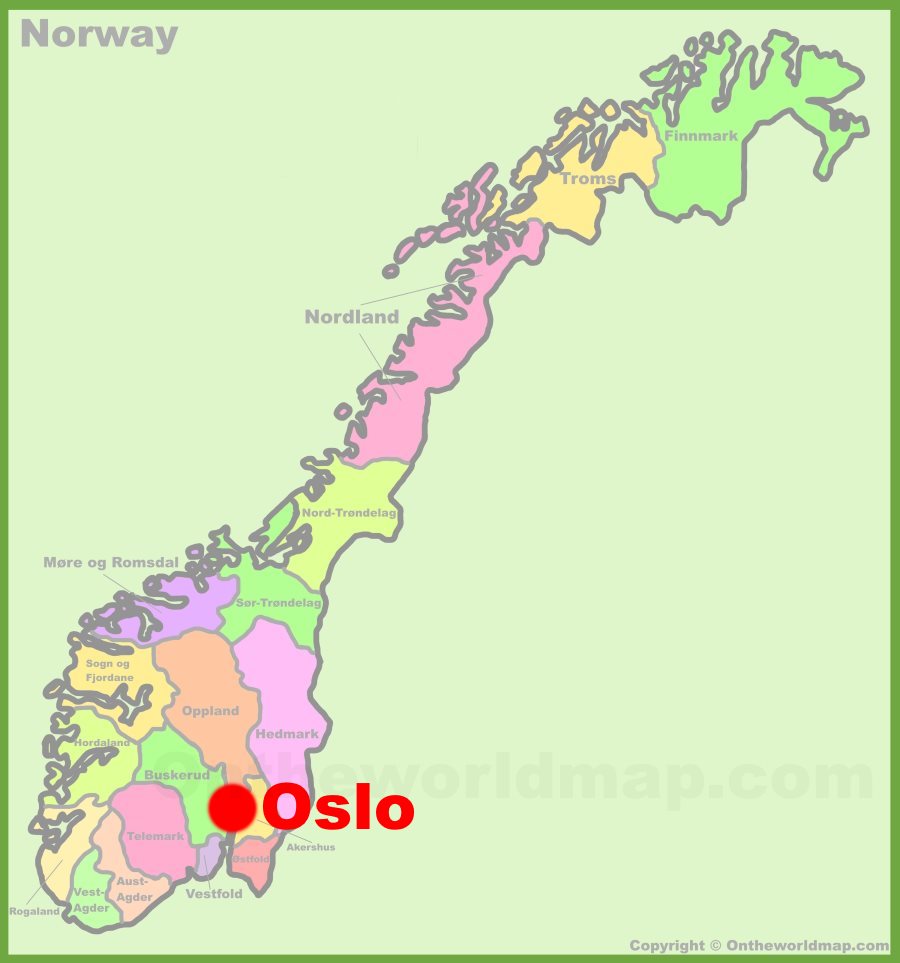 Norway
Finnmark
Troms
Nordland
Nord-Trøndelag
Møre og Romsdal
Sør-Trøndelag
Sogn og
Fjordane
Oppland
Hedmark
Hordaland
Buskerud
Ontheworldmap.com
Oslo
Telemark
Akershus
Østfold
Aust-
Agder
Vestfold
Vest-
Agder
Rogaland
Copyright © Ontheworldmap.com